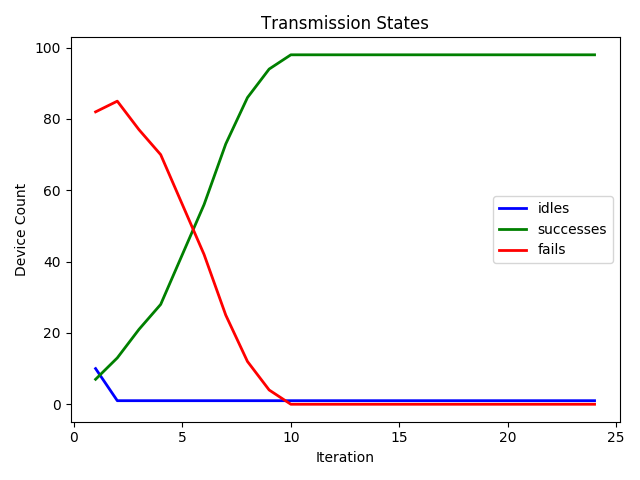 Transmission States
Device Count
100
80
60
40
20
0
0 5 10 15 20 25
Iteration
idles
successes
fails